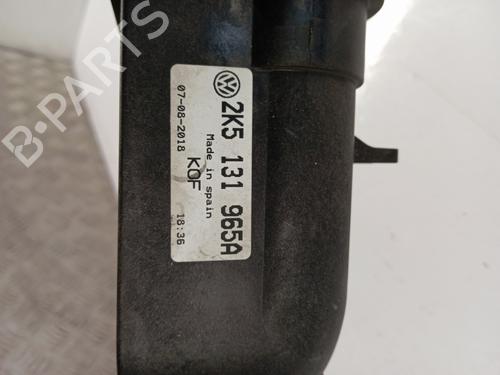 2K5 131 965A
Made in spain
KOF
07-08-2018 18:36
B-PARTS